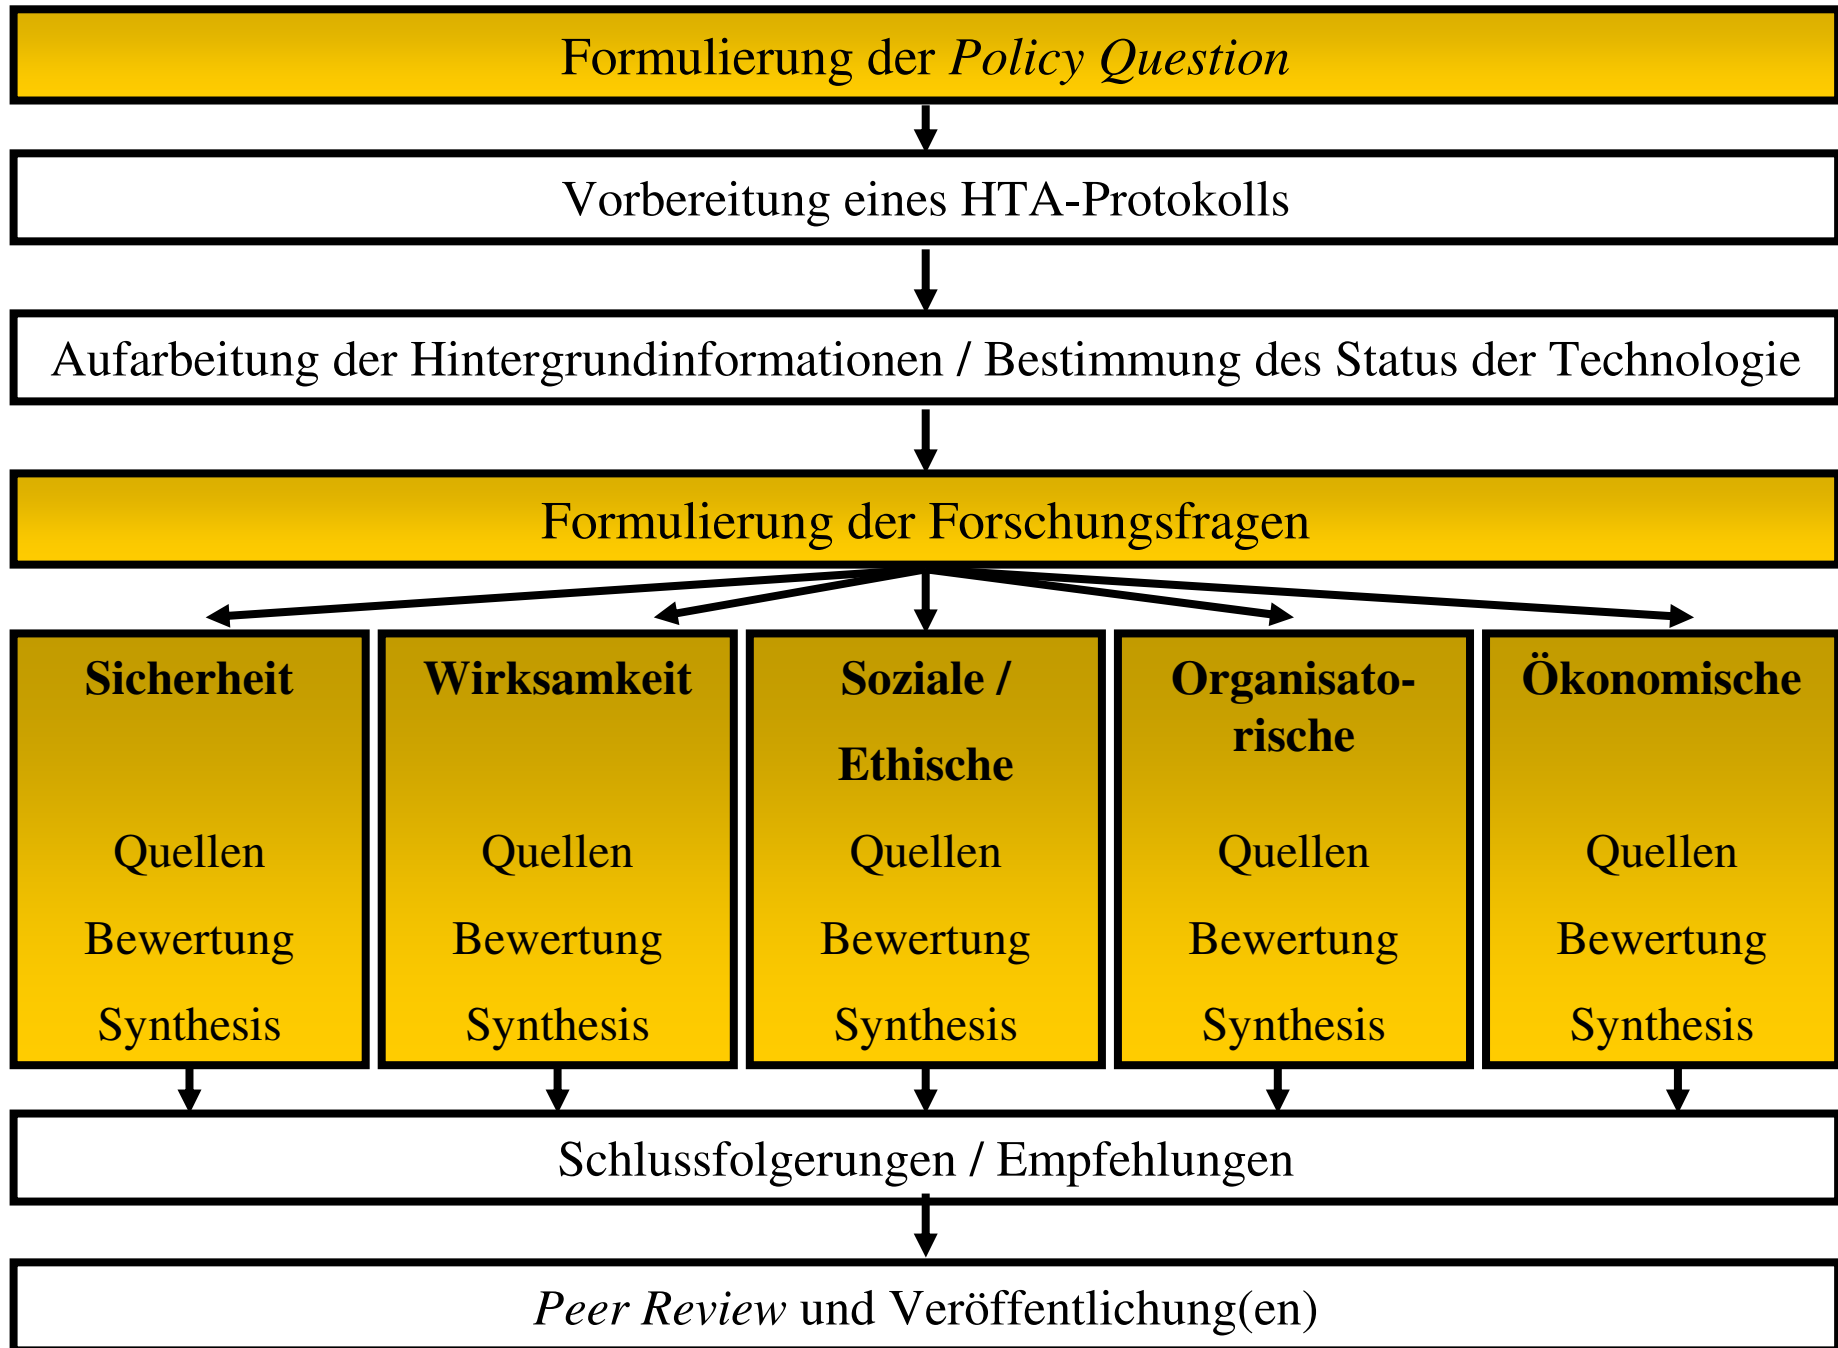 Formulierung der Policy Question
Vorbereitung eines HTA-Protokolls
Aufarbeitung der Hintergrundinformationen / Bestimmung des Status der Technologie
Formulierung der Forschungsfragen
Sicherheit
Quellen
Bewertung
Synthesis
Wirksamkeit
Quellen
Bewertung
Synthesis
Soziale /
Ethische
Quellen
Bewertung
Synthesis
Organisato-
rische
Quellen
Bewertung
Synthesis
Ökonomische
Quellen
Bewertung
Synthesis
Schlussfolgerungen / Empfehlungen
Peer Review und Veröffentlichung(en)